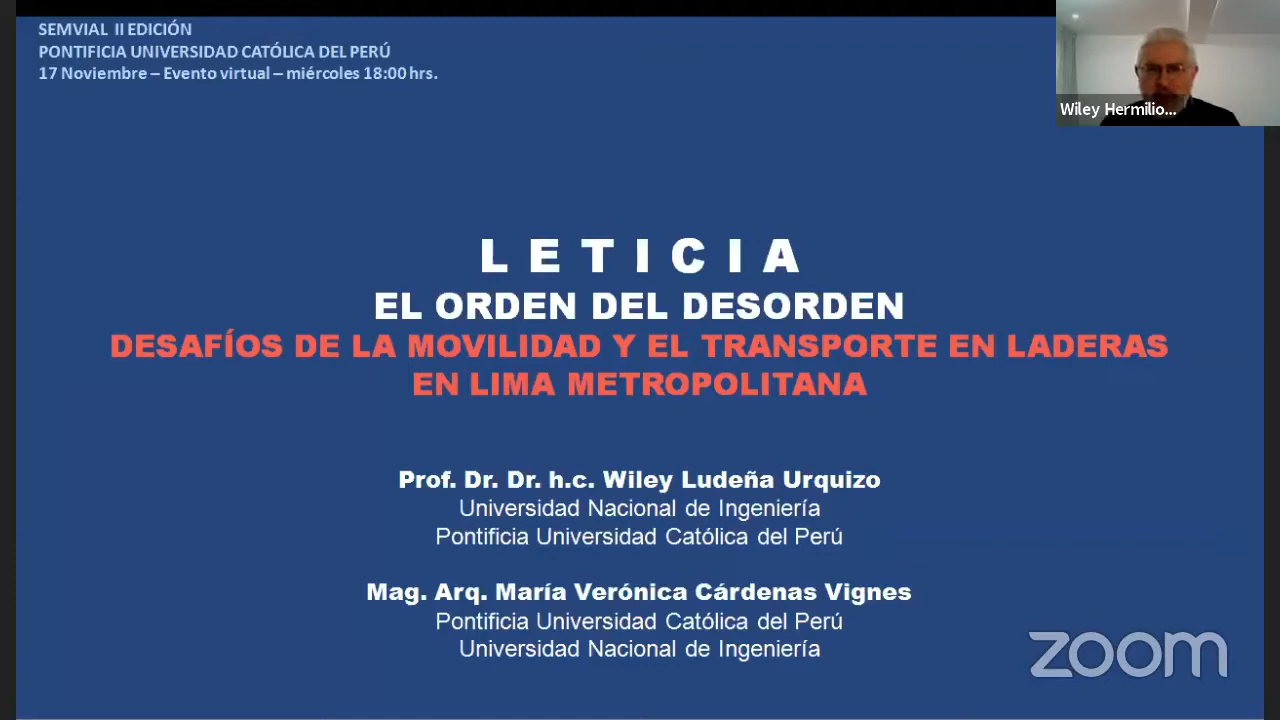 SEMVIAL II EDICIÓN
PONTIFICIA UNIVERSIDAD CATÓLICA DEL PERÚ
17 Noviembre – Evento virtual – miércoles 18:00 hrs.
Wiley Hermilio...
L E T I C I A
EL ORDEN DEL DESORDEN
DESAFÍOS DE LA MOVILIDAD Y EL TRANSPORTE EN LADERAS
EN LIMA METROPOLITANA
Prof. Dr. Dr. h.c. Wiley Ludeña Urquizo
Universidad Nacional de Ingeniería
Pontificia Universidad Católica del Perú
Mag. Arq. María Verónica Cárdenas Vignes
Pontificia Universidad Católica del Perú
Universidad Nacional de Ingeniería
zoom